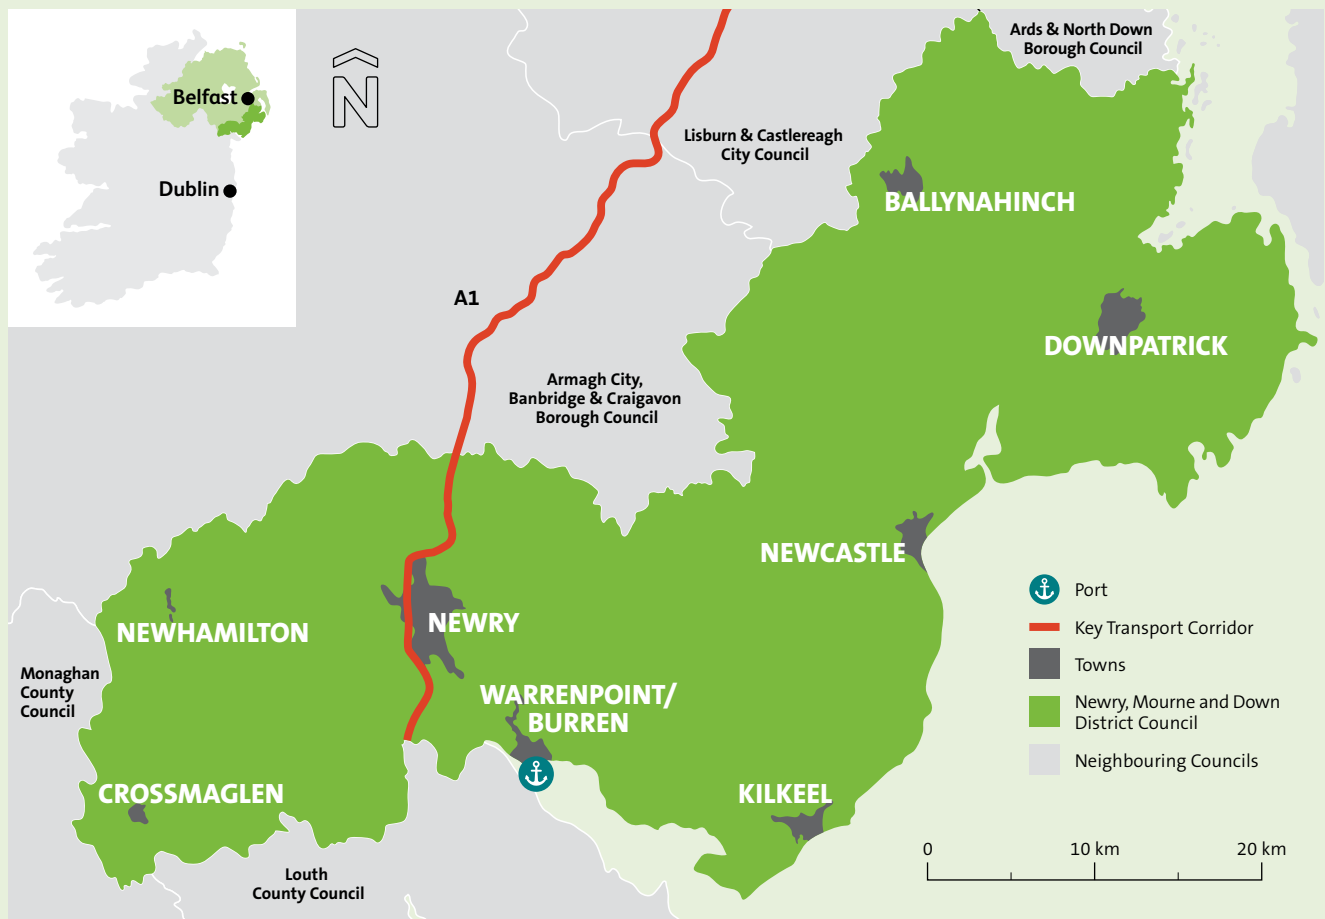 Belfast
Dublin
N
Ards & North Down
Borough Council
Lisburn & Castlereagh
City Council
BALLYNAHINCH
A1
DOWNPATRICK
Armagh City,
Banbridge & Craigavon
Borough Council
NEWCASTLE
NEWHAMILTON
NEWRY
Monaghan
County
Council
WARRENPOINT/
BURREN
CROSSMAGLEN
KILKEEL
Louth
County Council
Port
Key Transport Corridor
Towns
Newry, Mourne and Down
District Council
Neighbouring Councils
0 10 km 20 km